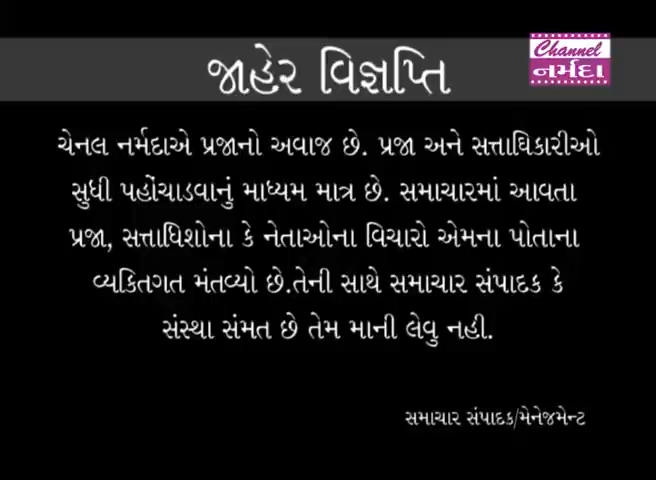 Channel
નર્મદા
જાહેર વિજ્ઞપ્તિ
ચેનલ નર્મદાએ પ્રજાનો અવાજ છે. પ્રજા અને સત્તાધિકારીઓ
સુધી પહોંચાડવાનું માધ્યમ માત્ર છે. સમાચારમાં આવતા
પ્રજા, સત્તાધિશોના કે નેતાઓના વિચારો એમના પોતાના
વ્યકિતગત મંતવ્યો છે.તેની સાથે સમાચાર સંપાદક કે
સંસ્થા સંમત છે તેમ માની લેવુ નહી.
સમાચાર સંપાદક/મેનેજમેન્ટ